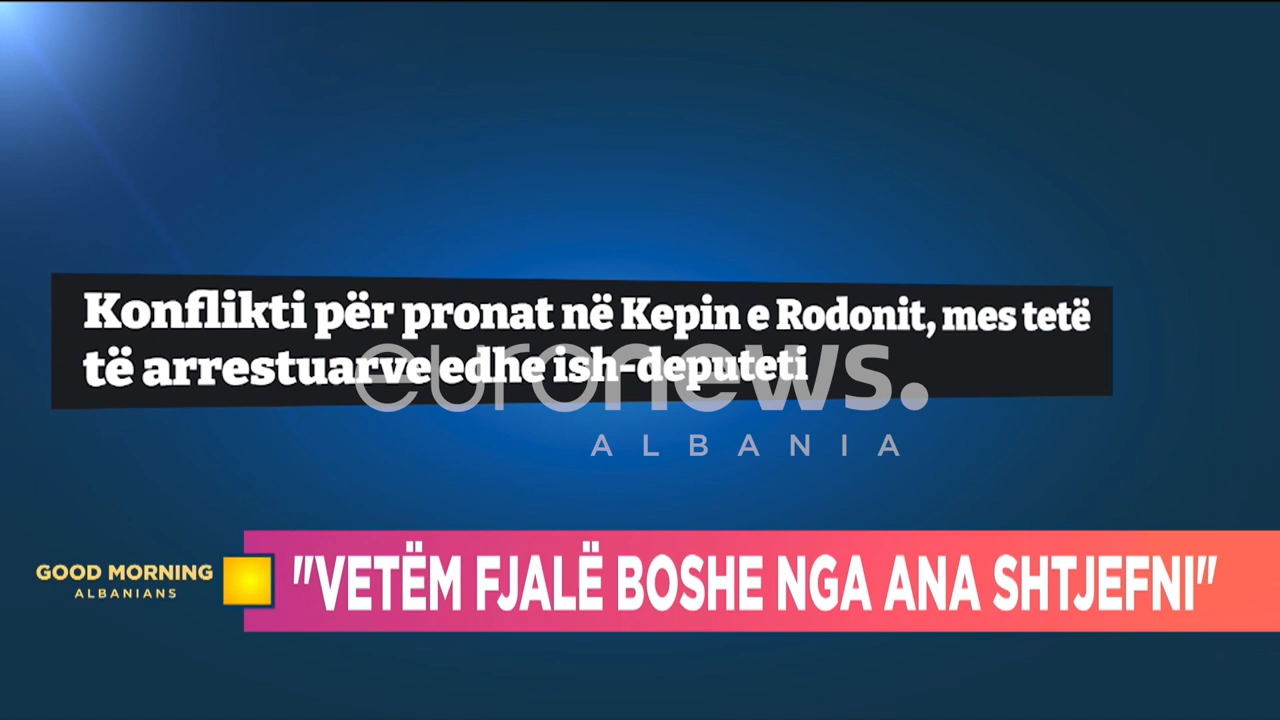 Konflikti për pronat në Kepin e Rodonit, mes tetë
të arrestuarve edhe ish-deputeti
euronews.
ALBANIA
GOOD MORNING
ALBANIANS
"VETËM FJALË BOSHE NGA ANA SHTJEFNI"